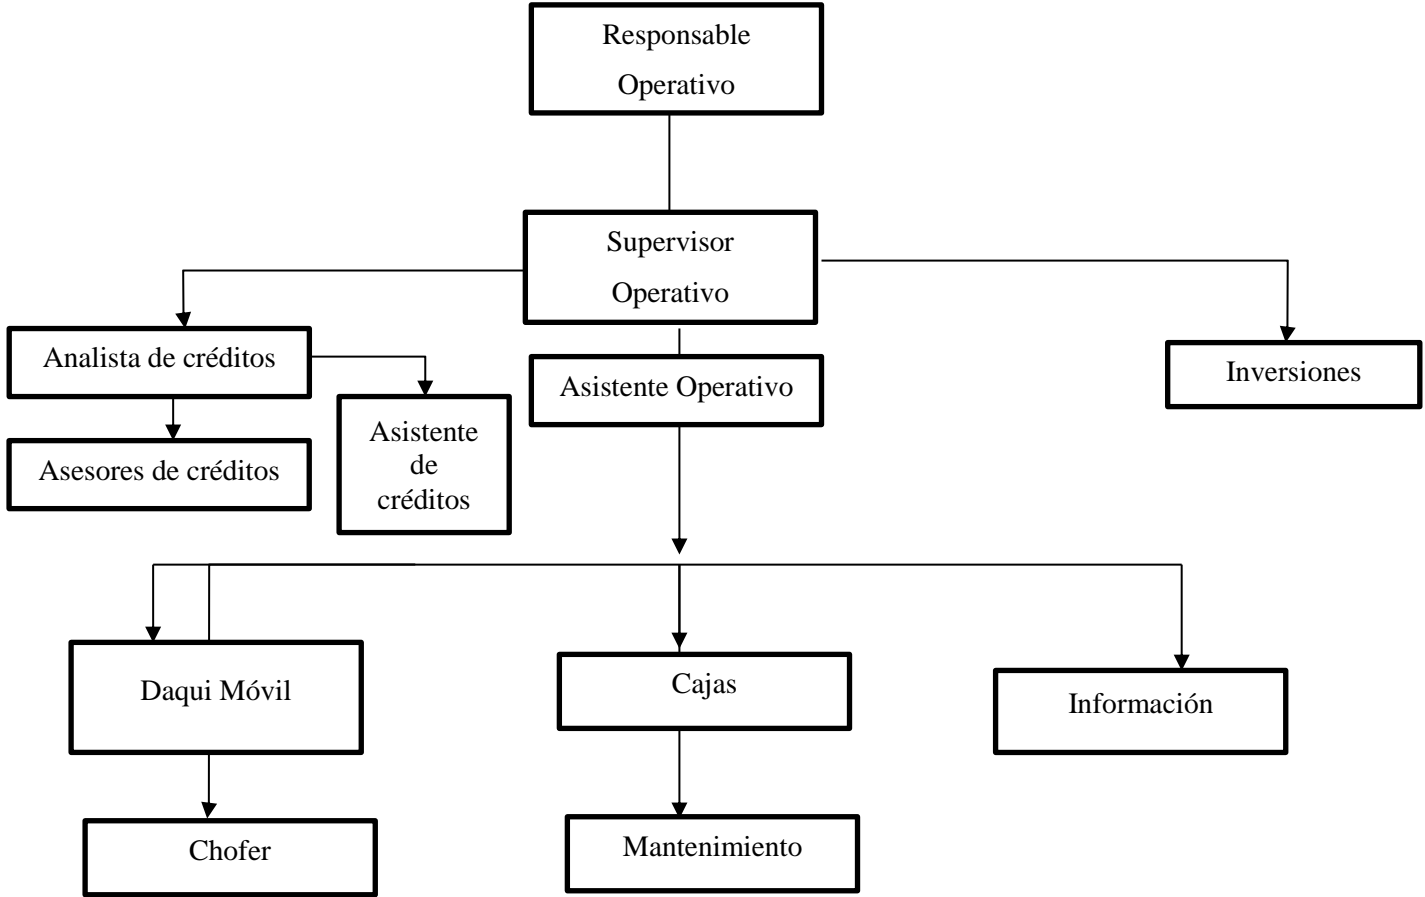 Responsable
Operativo
Supervisor
Operativo
Analista de créditos
Asistente Operativo
Inversiones
Asesores de créditos
Asistente
de
créditos
Daqui Móvil
Cajas
Información
Chofer
Mantenimiento